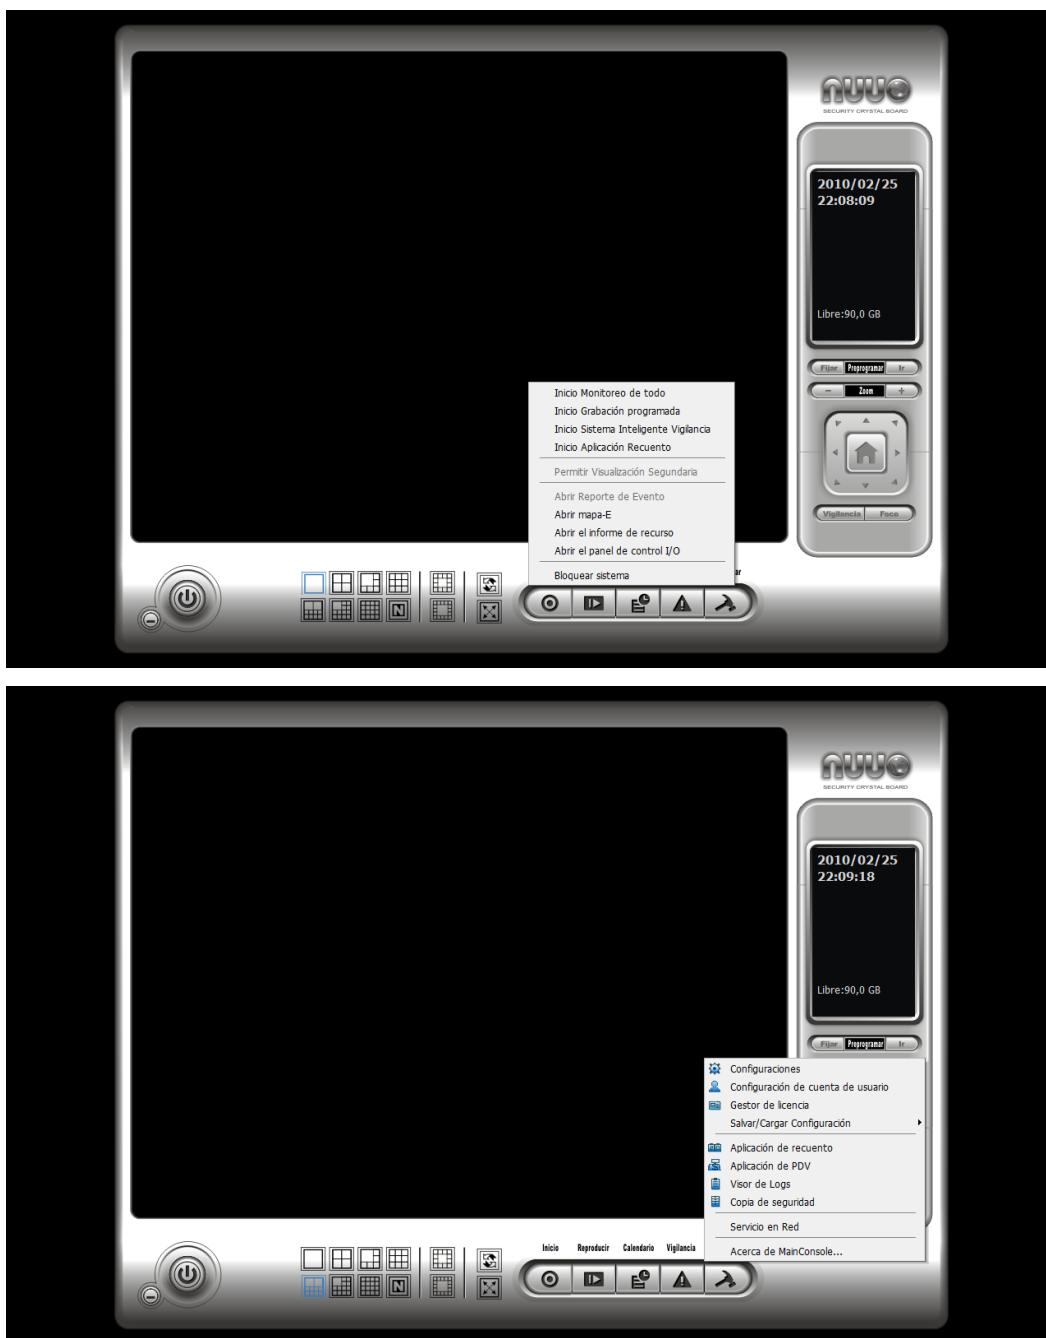 nuuo
SECURITY CRYSTAL BOARD
2010/02/25
22:08:09
Libre:90,0 GB
Fijar Preprogramar Ir
− Zoom +
Inicio Monitoreo de todo
Inicio Grabación programada
Inicio Sistema Inteligente Vigilancia
Inicio Aplicación Recuento
Permitir Visualización Segundaria
Abrir Reporte de Evento
Abrir mapa-E
Abrir el informe de recurso
Abrir el panel de control I/O
Bloquear sistema
Vigilancia Foco
ar
N
nuuo
SECURITY CRYSTAL BOARD
2010/02/25
22:09:18
Libre:90,0 GB
Fijar Preprogramar Ir
Configuraciones
Configuración de cuenta de usuario
Gestor de licencia
Salvar/Cargar Configuración
Aplicación de recuento
Aplicación de PDV
Visor de Logs
Copia de seguridad
Servicio en Red
Acerca de MainConsole...
Inicio Reproducir Calendario Vigilancia
N